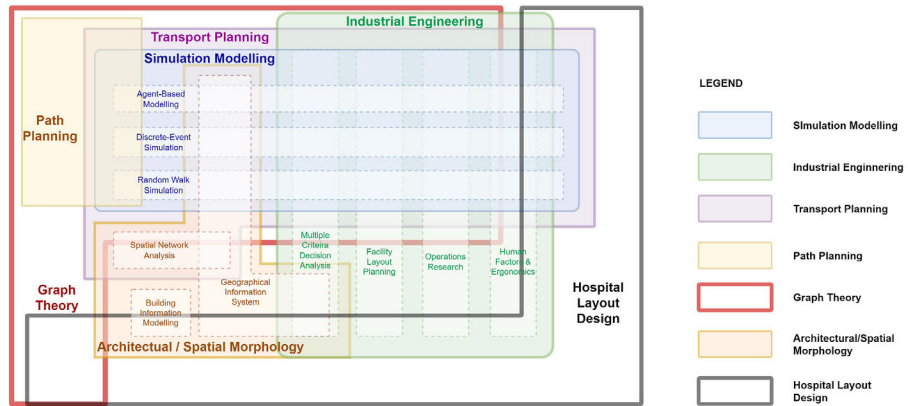 Industrial Engineering
Transport Planning
Simulation Modelling
Agent-Based
Modelling
Path
Planning
Discrete-Event
Simulation
Random Walk
Simulation
Spatial Network
Analysis
Multiple
Criteira
Decision
Analysis
Facility
Layout
Planning
Operations
Research
Human
Factors &
Ergonomics
Graph
Theory
Geographical
Information
System
Building
Information
Modelling
Hospital
Layout
Design
Architectual / Spatial Morphology
LEGEND
SImulation Modelling
Industrial Enginnering
Transport Planning
Path Planning
Graph Theory
Architectural/Spatial
Morphology
Hospital Layout
Design